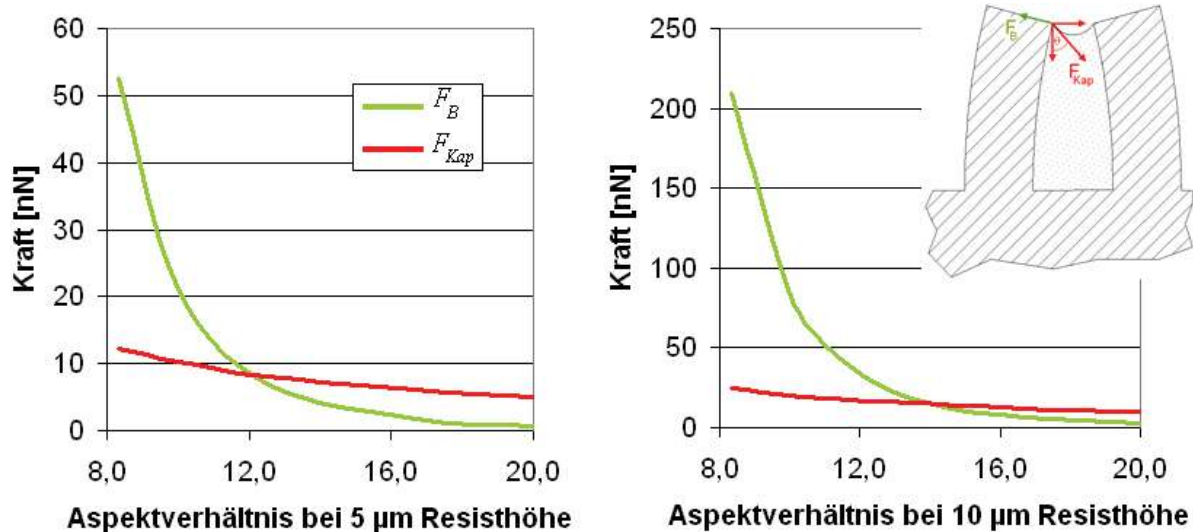 60
50
40
30
20
10
0
Kraft [nN]
F_B
F_Kap
8,0
12,0
16,0
20,0
Aspektverhältnis bei 5 µm Resisthöhe
250
200
150
100
50
0
Kraft [nN]
F_B
θ
F_Kap
8,0
12,0
16,0
20,0
Aspektverhältnis bei 10 µm Resisthöhe